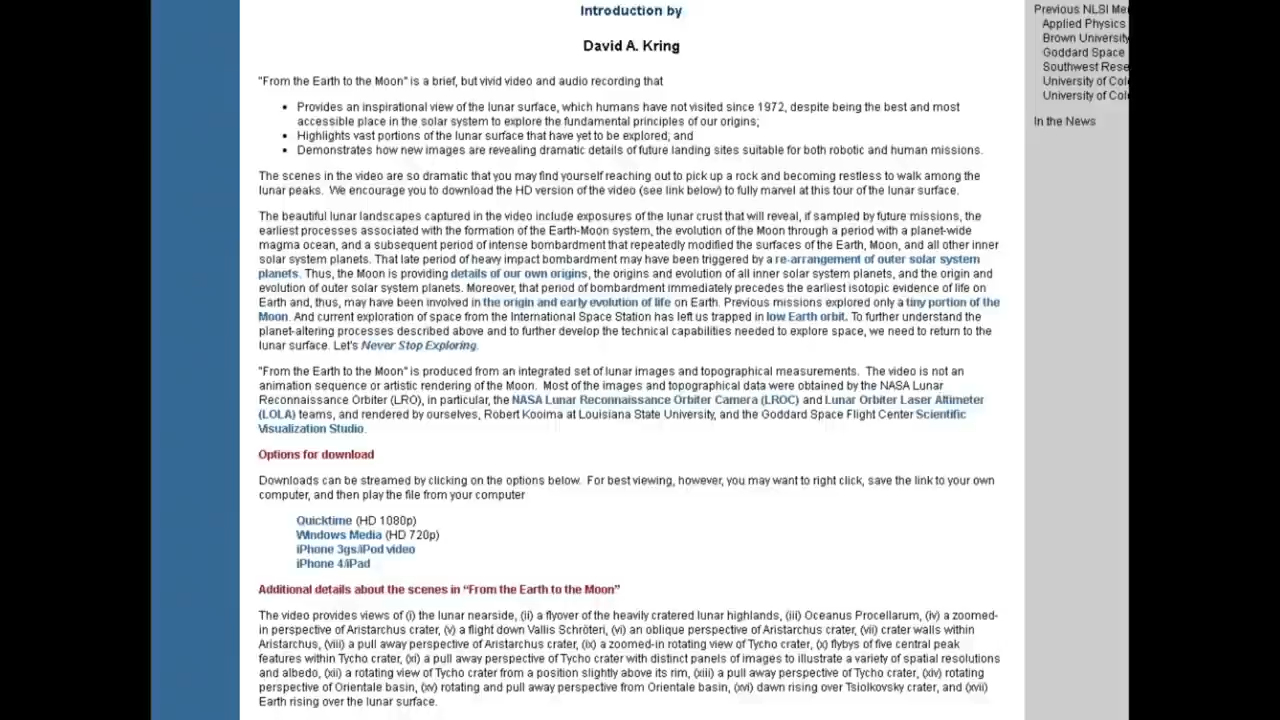 Introduction by
David A. Kring
"From the Earth to the Moon" is a brief, but vivid video and audio recording that
• Provides an inspirational view of the lunar surface, which humans have not visited since 1972, despite being the best and most
accessible place in the solar system to explore the fundamental principles of our origins;
• Highlights vast portions of the lunar surface that have yet to be explored; and
• Demonstrates how new images are revealing dramatic details of future landing sites suitable for both robotic and human missions.
The scenes in the video are so dramatic that you may find yourself reaching out to pick up a rock and becoming restless to walk among the
lunar peaks. We encourage you to download the HD version of the video (see link below) to fully marvel at this tour of the lunar surface.
The beautiful lunar landscapes captured in the video include exposures of the lunar crust that will reveal, if sampled by future missions, the
earliest processes associated with the formation of the Earth-Moon system, the evolution of the Moon through a period with a planet-wide
magma ocean, and a subsequent period of intense bombardment that repeatedly modified the surfaces of the Earth, Moon, and all other inner
solar system planets. That late period of heavy impact bombardment may have been triggered by a re-arrangement of outer solar system
planets. Thus, the Moon is providing details of our own origins, the origins and evolution of all inner solar system planets, and the origin and
evolution of outer solar system planets. Moreover, that period of bombardment immediately precedes the earliest isotopic evidence of life on
Earth and, thus, may have been involved in the origin and early evolution of life on Earth. Previous missions explored only a tiny portion of the
Moon. And current exploration of space from the International Space Station has left us trapped in low Earth orbit. To further understand the
planet-altering processes described above and to further develop the technical capabilities needed to explore space, we need to return to the
lunar surface. Let's Never Stop Exploring.
"From the Earth to the Moon" is produced from an integrated set of lunar images and topographical measurements. The video is not an
animation sequence or artistic rendering of the Moon. Most of the images and topographical data were obtained by the NASA Lunar
Reconnaissance Orbiter (LRO), in particular, the NASA Lunar Reconnaissance Orbiter Camera (LROC) and Lunar Orbiter Laser Altimeter
(LOLA) teams, and rendered by ourselves, Robert Kooima at Louisiana State University, and the Goddard Space Flight Center Scientific
Visualization Studio.
Options for download
Downloads can be streamed by clicking on the options below. For best viewing, however, you may want to right click, save the link to your own
computer, and then play the file from your computer
Quicktime (HD 1080p)
Windows Media (HD 720p)
iPhone 3gs/iPod video
iPhone 4/iPad
Additional details about the scenes in “From the Earth to the Moon”
The video provides views of (i) the lunar nearside, (ii) a flyover of the heavily cratered lunar highlands, (iii) Oceanus Procellarum, (iv) a zoomed-
in perspective of Aristarchus crater, (v) a flight down Vallis Schröteri, (vi) an oblique perspective of Aristarchus crater, (vii) crater walls within
Aristarchus, (viii) a pull away perspective of Aristarchus crater, (ix) a zoomed-in rotating view of Tycho crater, (x) flybys of five central peak
features within Tycho crater, (xi) a pull away perspective of Tycho crater with distinct panels of images to illustrate a variety of spatial resolutions
and albedo, (xii) a rotating view of Tycho crater from a position slightly above its rim, (xiii) a pull away perspective of Tycho crater, (xiv) rotating
perspective of Orientale basin, (xv) rotating and pull away perspective from Orientale basin, (xvi) dawn rising over Tsiolkovsky crater, and (xvii)
Earth rising over the lunar surface.
Previous NLSI Me
Applied Physics
Brown University
Goddard Space
Southwest Rese
University of Col
University of Col
In the News